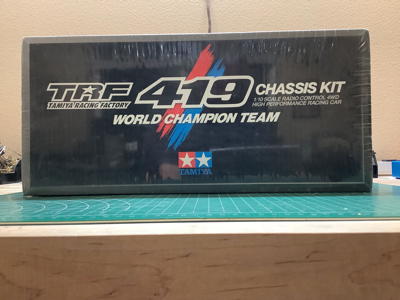 TRF 419 CHASSIS KIT
TAMIYA RACING FACTORY
1/10 SCALE RADIO CONTROL 4WD
HIGH PERFORMANCE RACING CAR
WORLD CHAMPION TEAM
TAMIYA